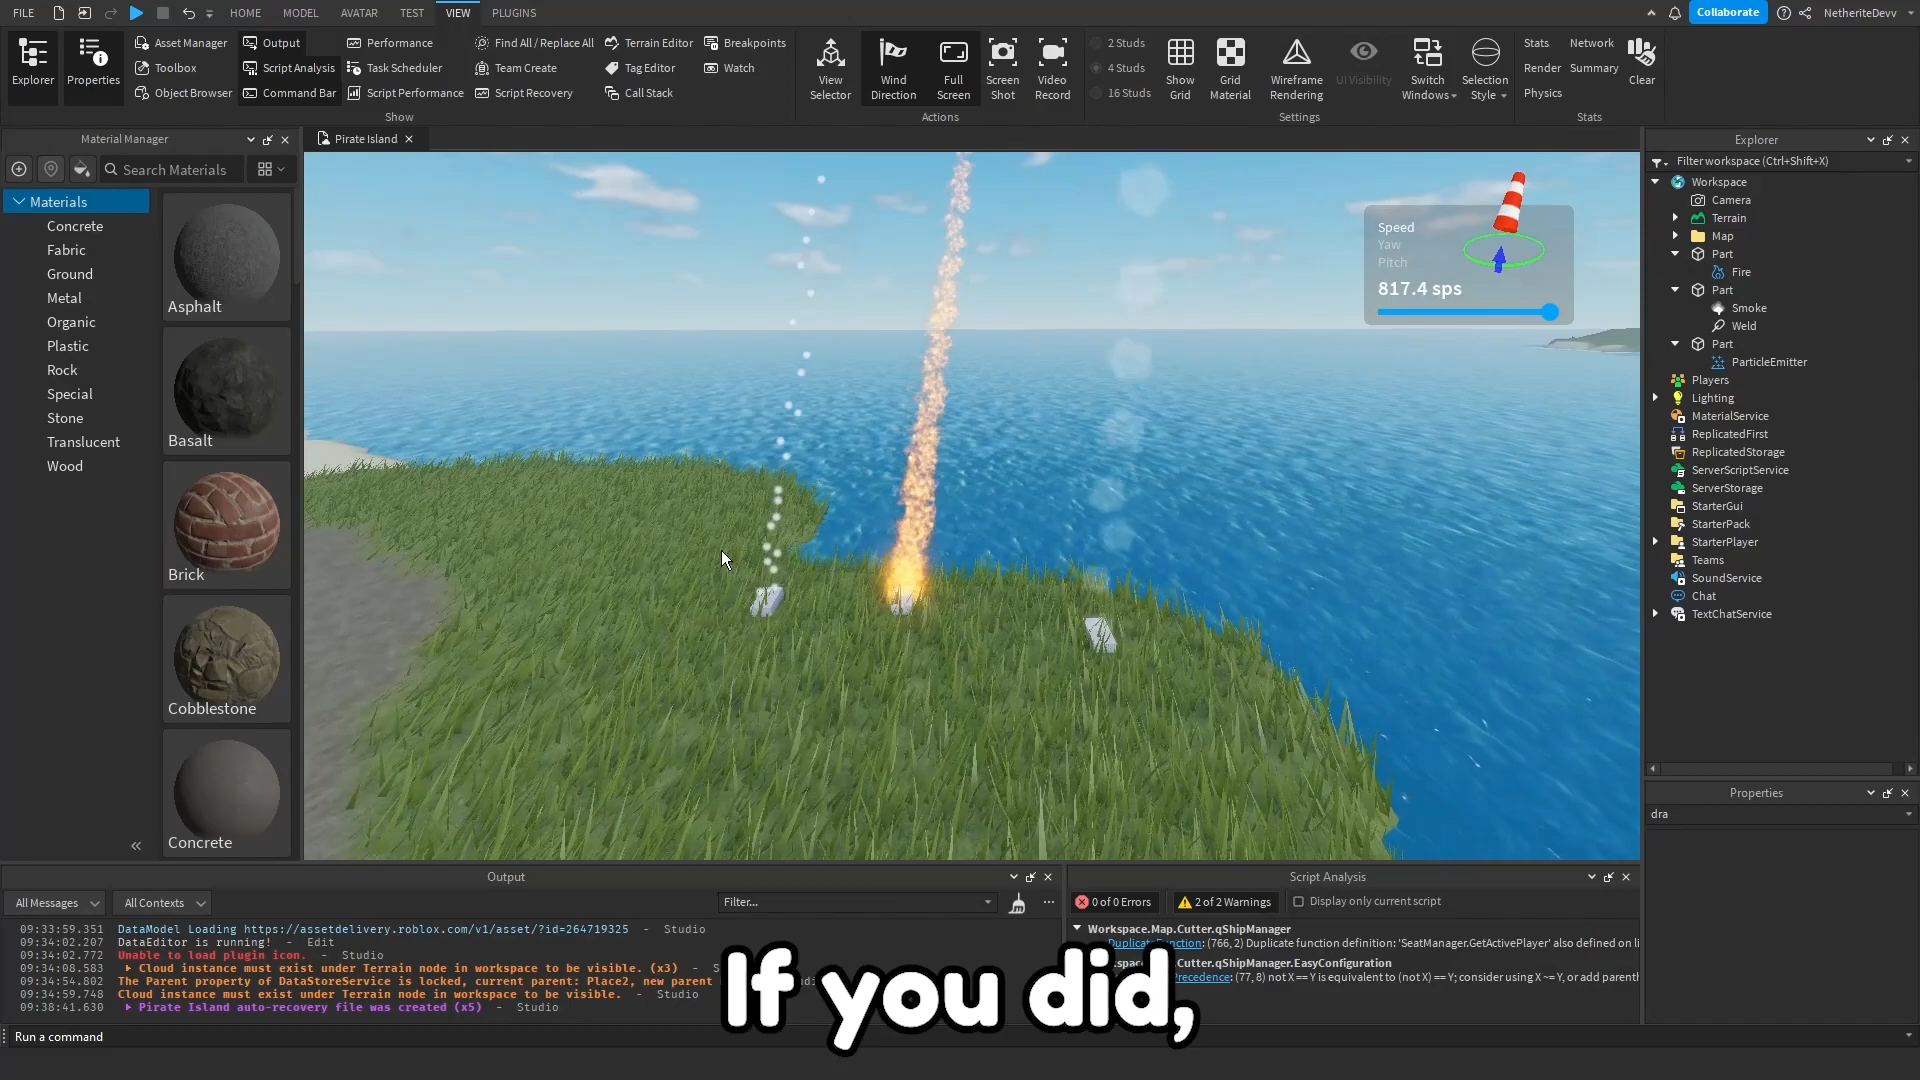 FILE HOME MODEL AVATAR TEST VIEW PLUGINS Collaborate NetheriteDevv
Explorer
Properties
Asset Manager
Toolbox
Object Browser
Output
Script Analysis
Command Bar
Performance
Task Scheduler
Script Performance
Find All / Replace All
Team Create
Script Recovery
Terrain Editor
Tag Editor
Call Stack
Breakpoints
Watch
Show
View
Selector
Wind
Direction
Full
Screen
Screen
Shot
Video
Record
Actions
2 Studs
4 Studs
16 Studs
Show
Grid
Grid
Material
Wireframe
Rendering
UI Visibility
Switch
Windows
Selection
Style
Settings
Stats
Render
Physics
Network
Summary
Clear
Stats
Material Manager
Search Materials
Materials
Concrete
Fabric
Ground
Metal
Organic
Plastic
Rock
Special
Stone
Translucent
Wood
Asphalt
Basalt
Brick
Cobblestone
Concrete
Pirate Island
Speed
Yaw
Pitch
817.4 sps
Explorer
Filter workspace (Ctrl+Shift+X)
Workspace
Camera
Terrain
Map
Part
Fire
Part
Smoke
Weld
Part
ParticleEmitter
Players
Lighting
MaterialService
ReplicatedFirst
ReplicatedStorage
ServerScriptService
ServerStorage
StarterGui
StarterPack
StarterPlayer
Teams
SoundService
Chat
TextChatService
Properties
dra
Output
All Messages All Contexts Filter...
09:33:59.351 DataModel Loading https://assetdelivery.roblox.com/v1/asset/?id=264719325 - Studio
09:34:02.207 DataEditor is running! - Edit
09:34:02.772 Unable to load plugin icon. - Studio
09:34:08.583 Cloud instance must exist under Terrain node in workspace to be visible. (x3) - S
09:34:54.802 The Parent property of DataStoreService is locked, current parent: Place2, new parent
09:34:59.748 Cloud instance must exist under Terrain node in workspace to be visible. - Studio
09:38:41.630 Pirate Island auto-recovery file was created (x5) - Studio
Script Analysis
0 of 0 Errors 2 of 2 Warnings Display only current script
Workspace.Map.Cutter.qShipManager
DuplicateFunction: (766, 2) Duplicate function definition: 'SeatManager.GetActivePlayer' also defined on li
.Cutter.qShipManager.EasyConfiguration
Precedence: (77,8) not X == Y is equivalent to (not X) == Y; consider using X ~= Y, or add parenth
If you did,
Run a command